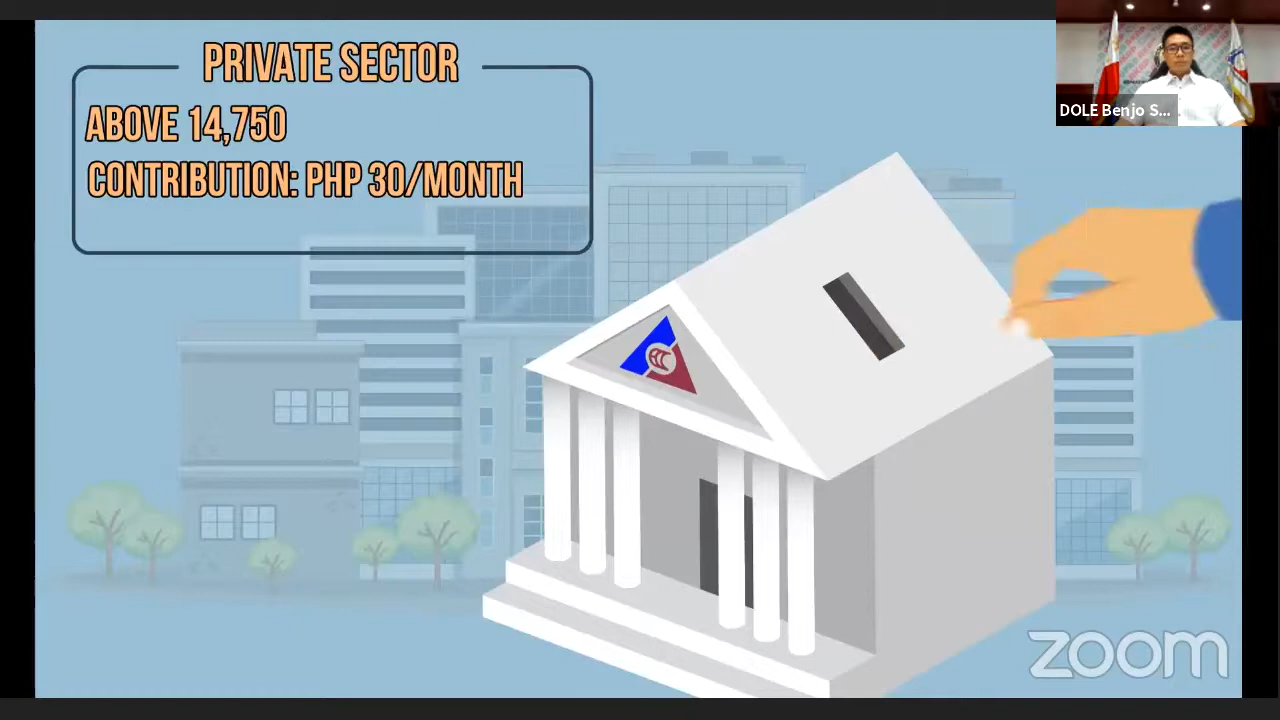 PRIVATE SECTOR
ABOVE 14,750
CONTRIBUTION: PHP 30/MONTH
DOLE Benjo S...
zoom